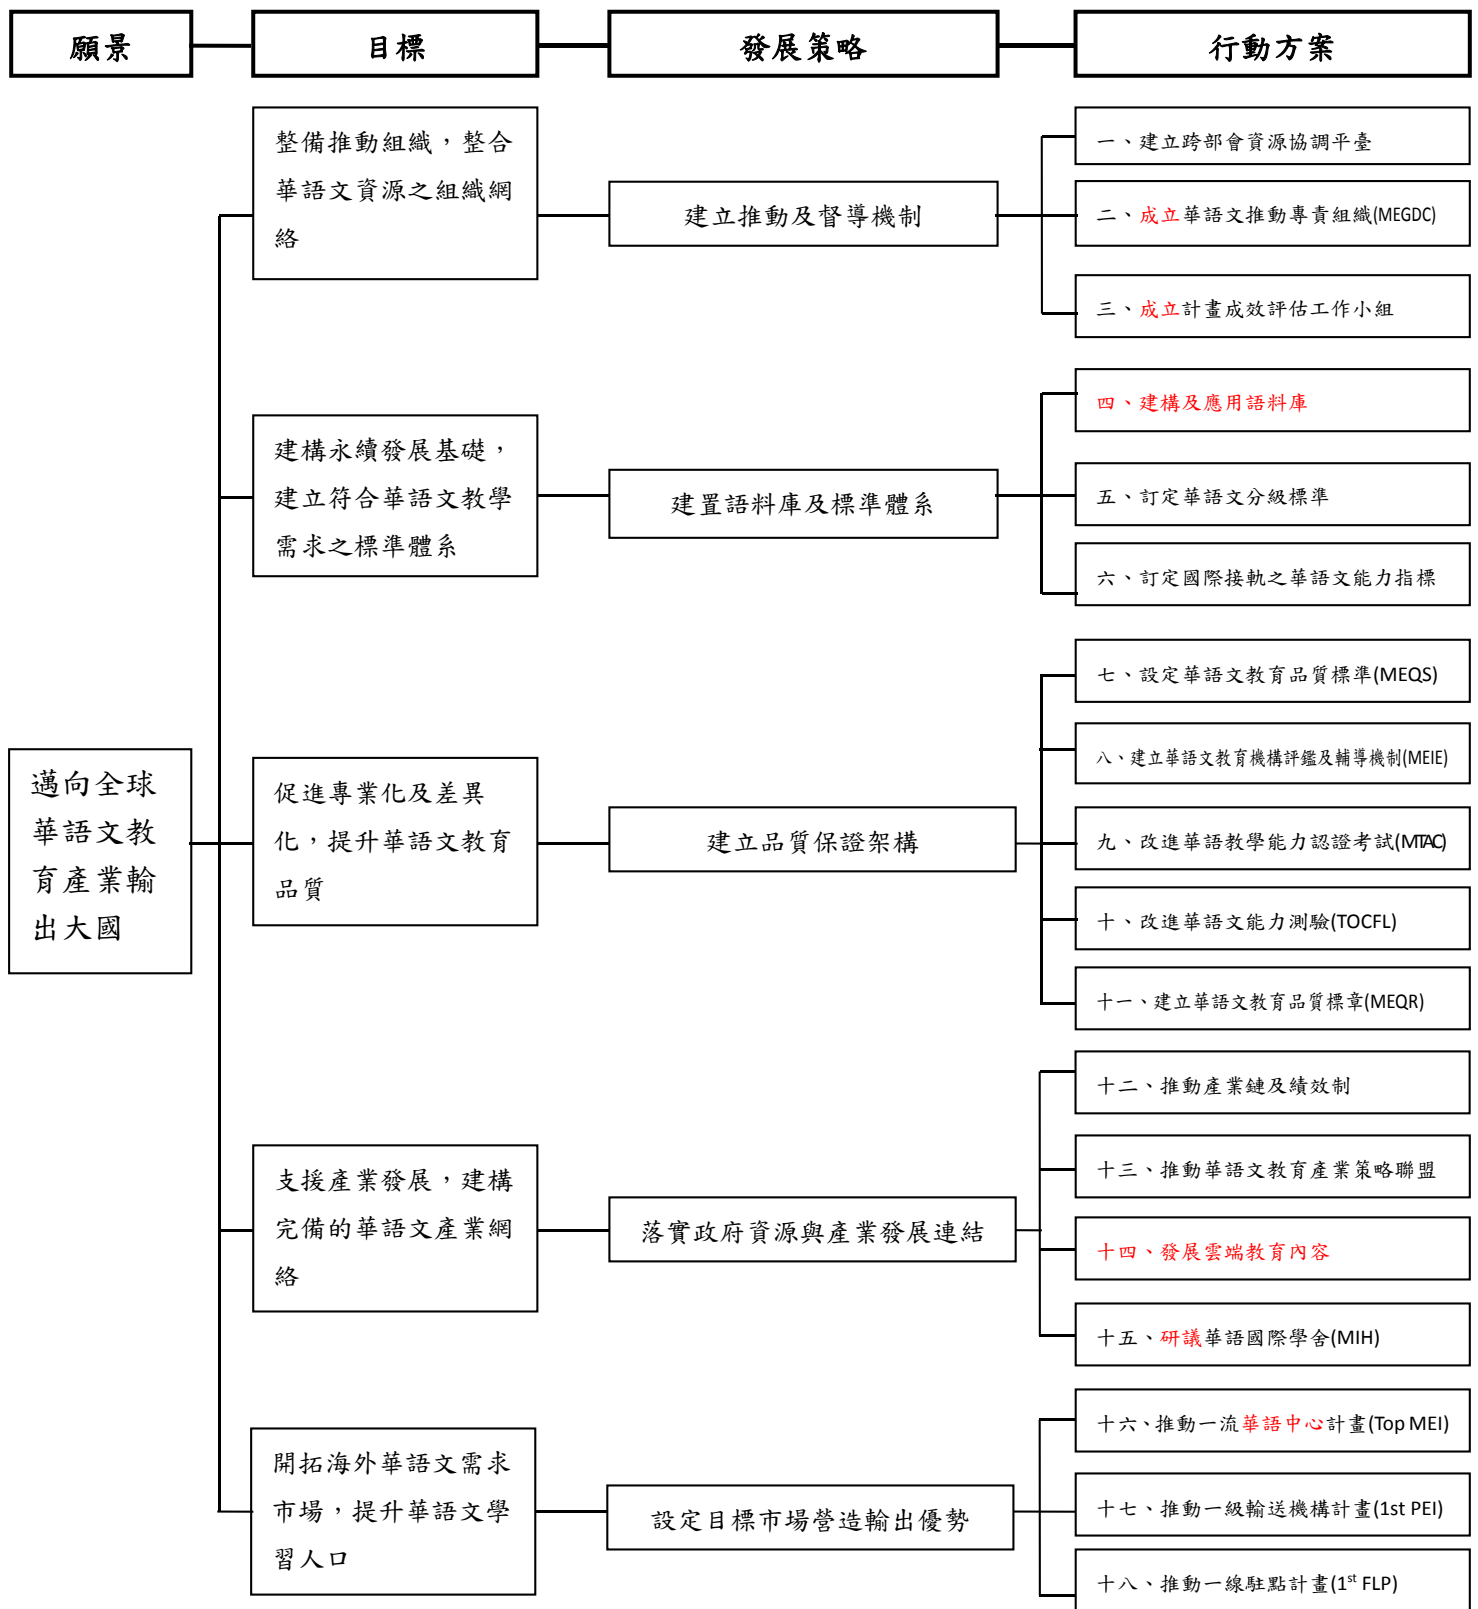 願景
目標
發展策略
行動方案
邁向全球
華語文教
育產業輸
出大國
整備推動組織，整合
華語文資源之組織網
絡
建立推動及督導機制
一、建立跨部會資源協調平臺
二、成立華語文推動專責組織(MEGDC)
三、成立計畫成效評估工作小組
建構永續發展基礎，
建立符合華語文教學
需求之標準體系
建置語料庫及標準體系
四、建構及應用語料庫
五、訂定華語文分級標準
六、訂定國際接軌之華語文能力指標
促進專業化及差異
化，提升華語文教育
品質
建立品質保證架構
七、設定華語文教育品質標準(MEQS)
八、建立華語文教育機構評鑑及輔導機制(MEIE)
九、改進華語教學能力認證考試(MTAC)
十、改進華語文能力測驗(TOCFL)
十一、建立華語文教育品質標章(MEQR)
支援產業發展，建構
完備的華語文產業網
絡
落實政府資源與產業發展連結
十二、推動產業鏈及績效制
十三、推動華語文教育產業策略聯盟
十四、發展雲端教育內容
十五、研議華語國際學舍(MIH)
開拓海外華語文需求
市場，提升華語文學
習人口
設定目標市場營造輸出優勢
十六、推動一流華語中心計畫(Top MEI)
十七、推動一級輸送機構計畫(1st PEI)
十八、推動一線駐點計畫(1st FLP)